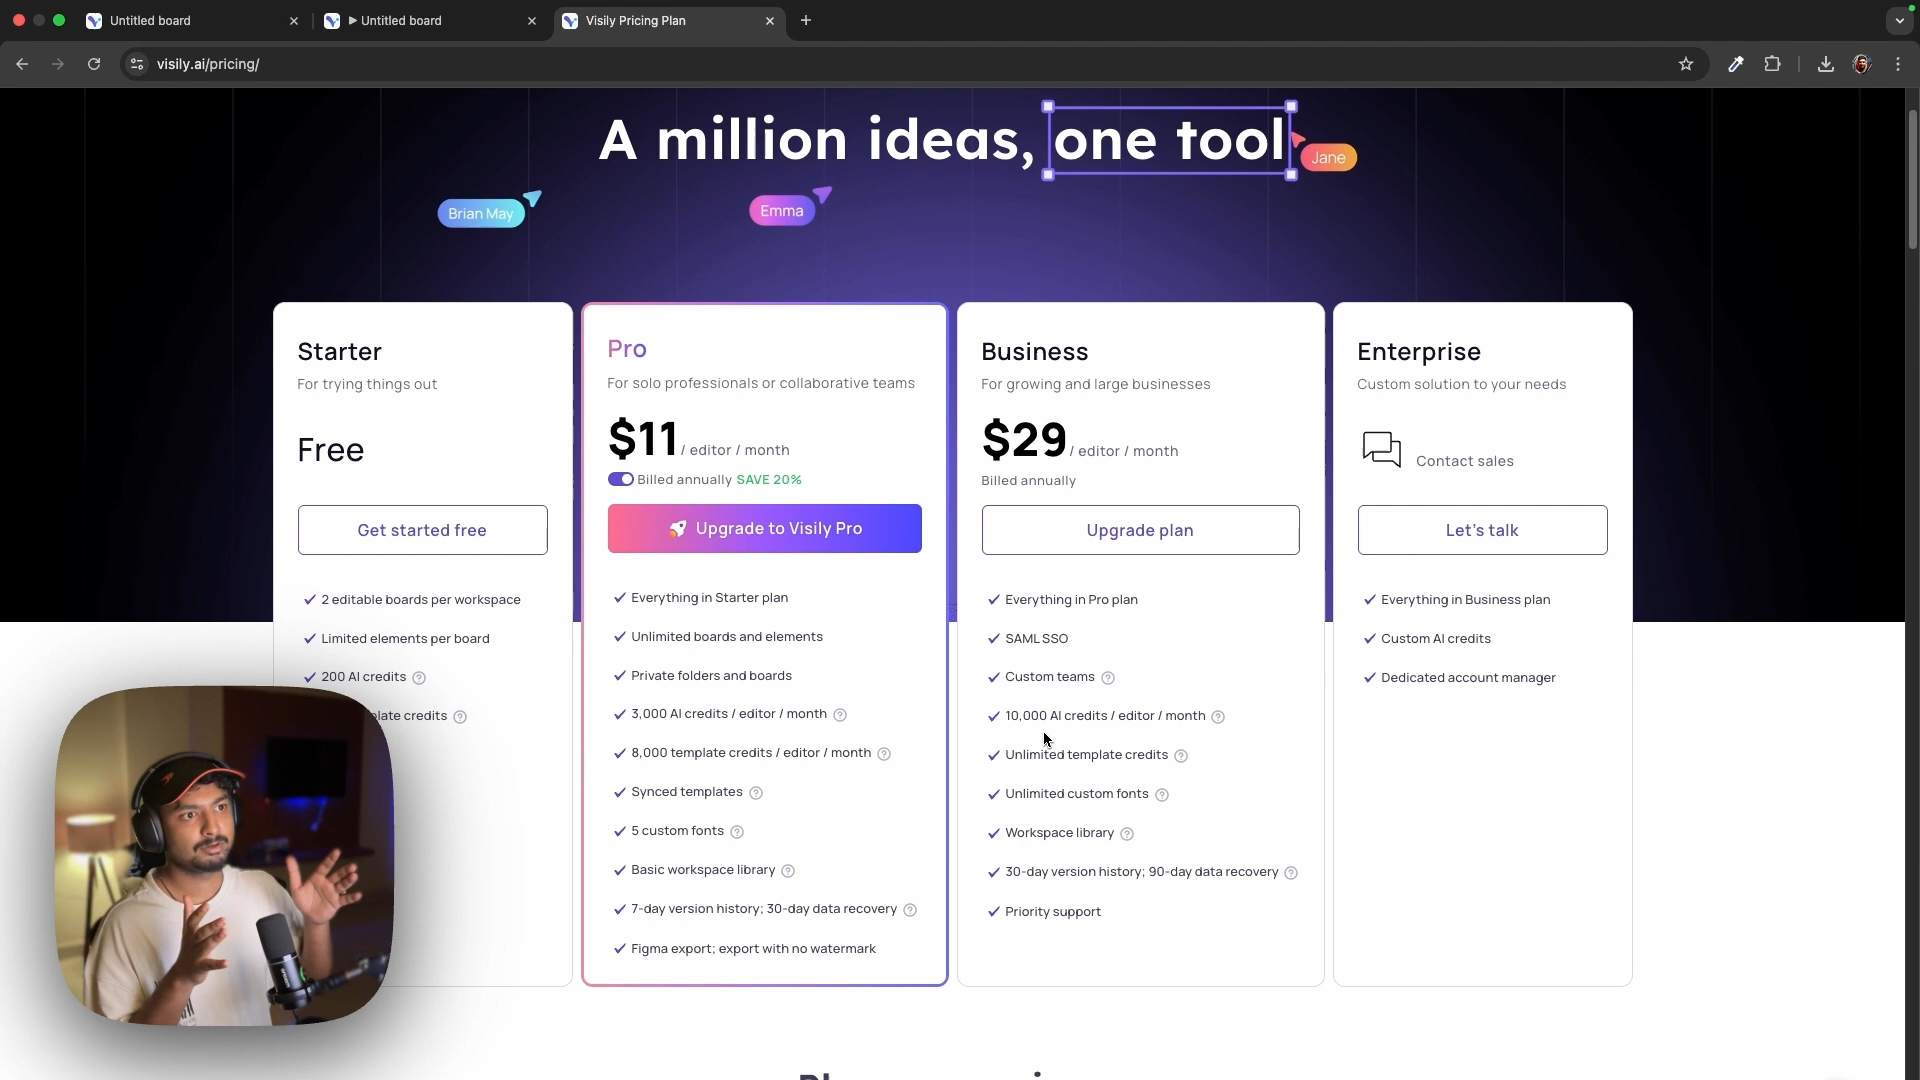 Untitled board
▶ Untitled board
Visily Pricing Plan
visily.ai/pricing/
A million ideas, one tool
Jane
Brian May
Emma
Starter
For trying things out
Free
Get started free
2 editable boards per workspace
Limited elements per board
200 AI credits
late credits
Pro
For solo professionals or collaborative teams
$11 / editor / month
Billed annually SAVE 20%
Upgrade to Visily Pro
Everything in Starter plan
Unlimited boards and elements
Private folders and boards
3,000 AI credits / editor / month
8,000 template credits / editor / month
Synced templates
5 custom fonts
Basic workspace library
7-day version history; 30-day data recovery
Figma export; export with no watermark
Business
For growing and large businesses
$29 / editor / month
Billed annually
Upgrade plan
Everything in Pro plan
SAML SSO
Custom teams
10,000 AI credits / editor / month
Unlimited template credits
Unlimited custom fonts
Workspace library
30-day version history; 90-day data recovery
Priority support
Enterprise
Custom solution to your needs
Contact sales
Let's talk
Everything in Business plan
Custom AI credits
Dedicated account manager